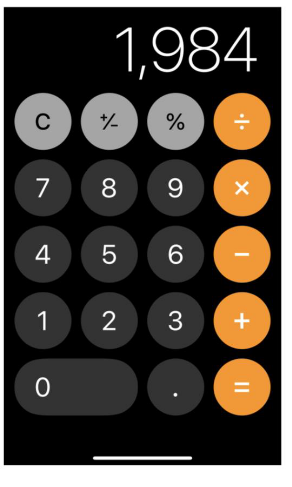 1,984
C ⁺⁄₋ % ÷
7 8 9 ×
4 5 6 −
1 2 3 +
0 . =